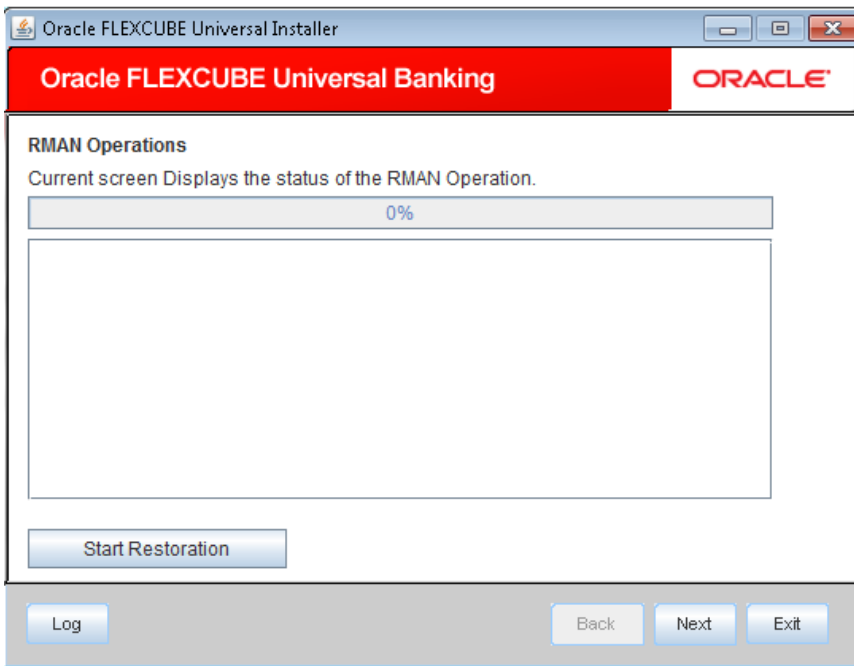 Oracle FLEXCUBE Universal Installer
Oracle FLEXCUBE Universal Banking
ORACLE
RMAN Operations
Current screen Displays the status of the RMAN Operation.
0%
Start Restoration
Log
Back
Next
Exit